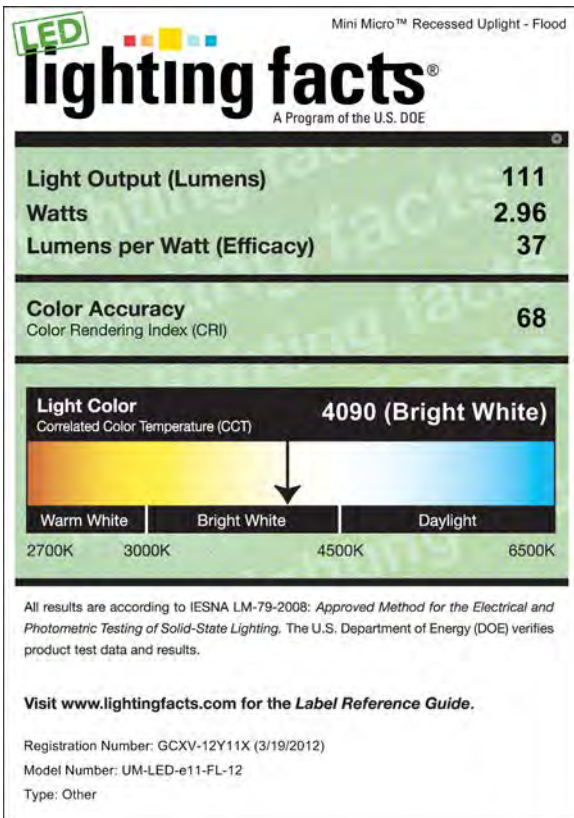 Mini Micro™ Recessed Uplight - Flood
LED
lighting facts®
A Program of the U.S. DOE
Light Output (Lumens) 111
Watts 2.96
Lumens per Watt (Efficacy) 37
Color Accuracy
Color Rendering Index (CRI) 68
Light Color
Correlated Color Temperature (CCT) 4090 (Bright White)
Warm White Bright White Daylight
2700K 3000K 4500K 6500K
All results are according to IESNA LM-79-2008: Approved Method for the Electrical and
Photometric Testing of Solid-State Lighting. The U.S. Department of Energy (DOE) verifies
product test data and results.
Visit www.lightingfacts.com for the Label Reference Guide.
Registration Number: GCXV-12Y11X (3/19/2012)
Model Number: UM-LED-e11-FL-12
Type: Other